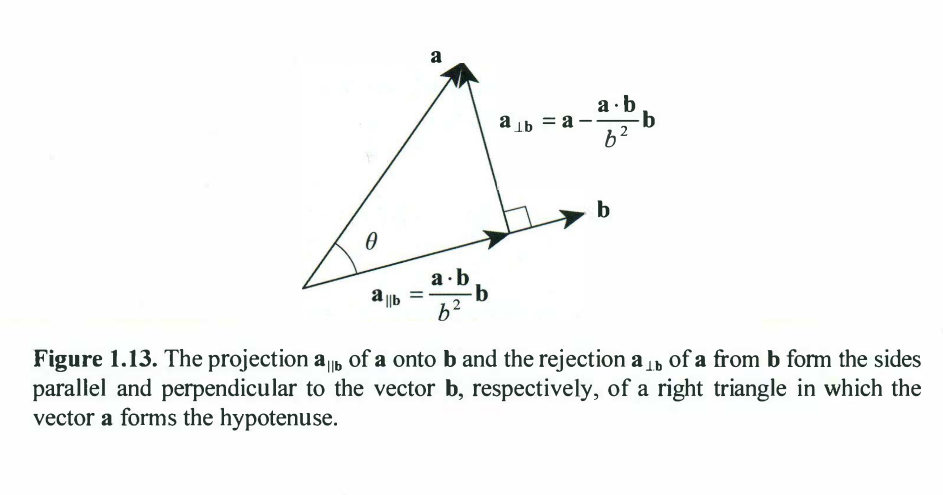 a
a⊥b = a − (a · b / b²) b
b
θ
a∥b = (a · b / b²) b
Figure 1.13. The projection a∥b of a onto b and the rejection a⊥b of a from b form the sides
parallel and perpendicular to the vector b, respectively, of a right triangle in which the
vector a forms the hypotenuse.